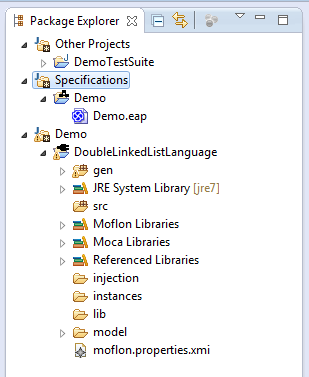 Package Explorer
Other Projects
DemoTestSuite
Specifications
Demo
Demo.eap
Demo
DoubleLinkedListLanguage
gen
JRE System Library [jre7]
src
Moflon Libraries
Moca Libraries
Referenced Libraries
injection
instances
lib
model
moflon.properties.xmi